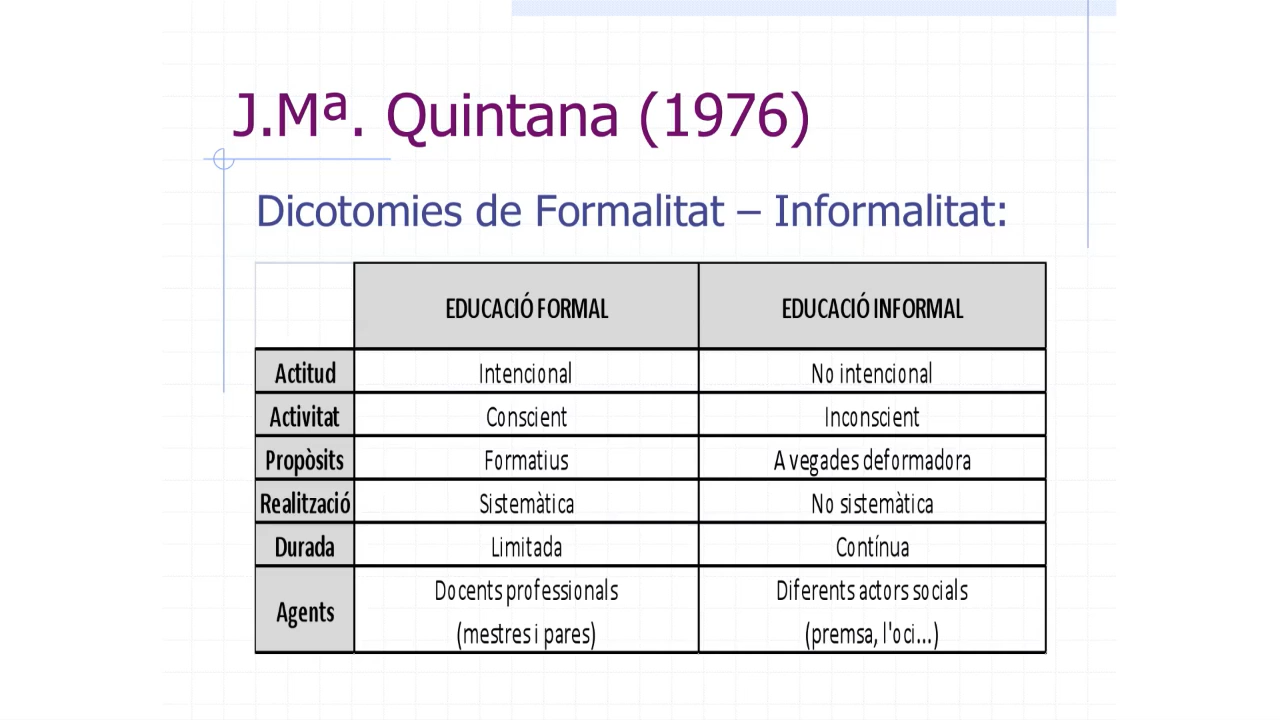 J.Mª. Quintana (1976)
Dicotomies de Formalitat – Informalitat:
EDUCACIÓ FORMAL EDUCACIÓ INFORMAL
Actitud Intencional No intencional
Activitat Conscient Inconscient
Propòsits Formatius A vegades deformadora
Realització Sistemàtica No sistemàtica
Durada Limitada Contínua
Agents Docents professionals Diferents actors socials
(mestres i pares) (premsa, l'oci...)